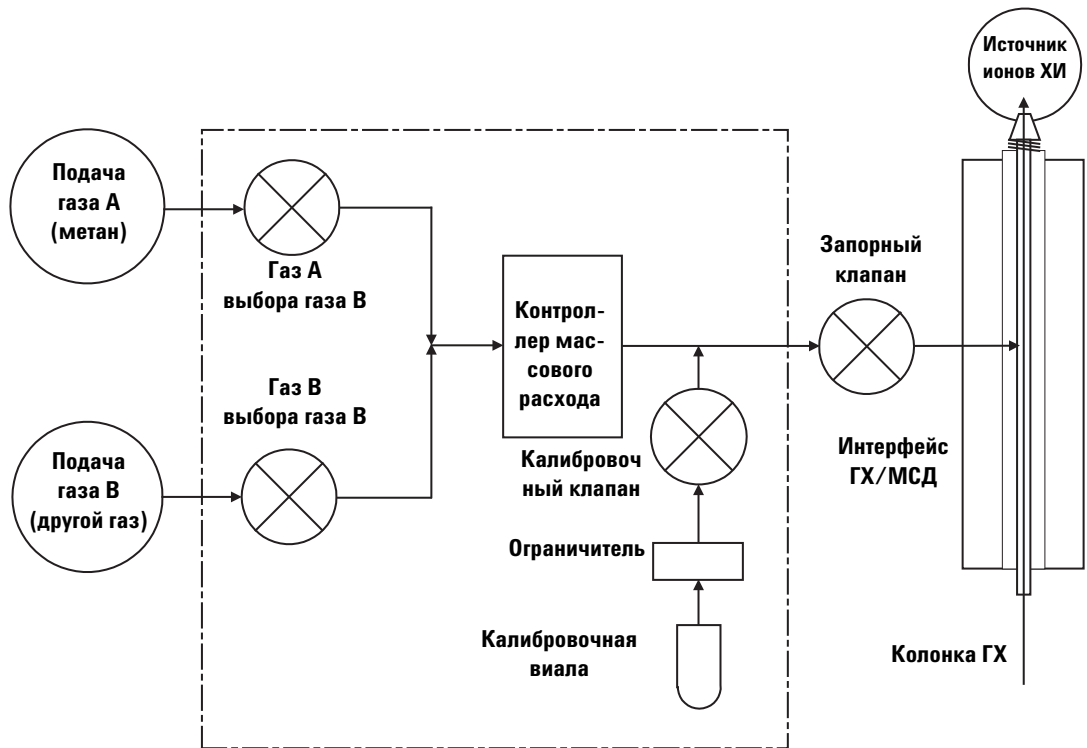 Источник
ионов ХИ
Подача
газа А
(метан)
Газ А
выбора газа В
Запорный
клапан
Контрол-
лер мас-
сового
расхода
Газ В
выбора газа В
Подача
газа В
(другой газ)
Калибровоч
ный клапан
Интерфейс
ГХ/МСД
Ограничитель
Калибровочная
виала
Колонка ГХ